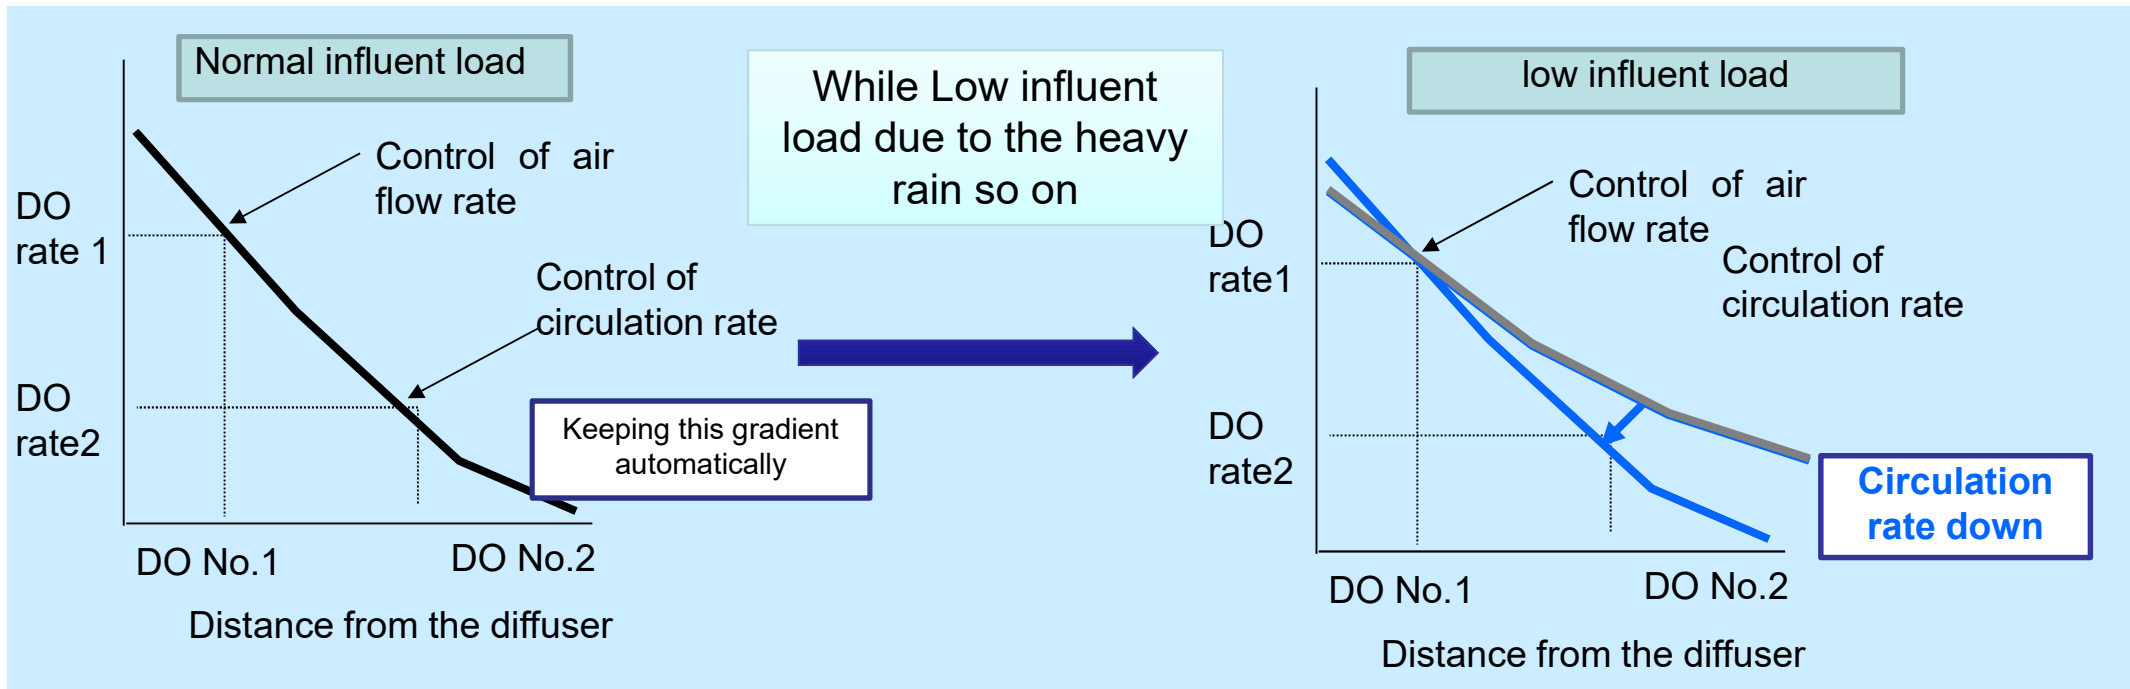 Normal influent load
Control of air
flow rate
DO
rate 1
Control of
circulation rate
DO
rate2
Keeping this gradient
automatically
DO No.1
DO No.2
Distance from the diffuser
While Low influent
load due to the heavy
rain so on
low influent load
Control of air
flow rate
DO
rate1
Control of
circulation rate
DO
rate2
Circulation
rate down
DO No.1
DO No.2
Distance from the diffuser